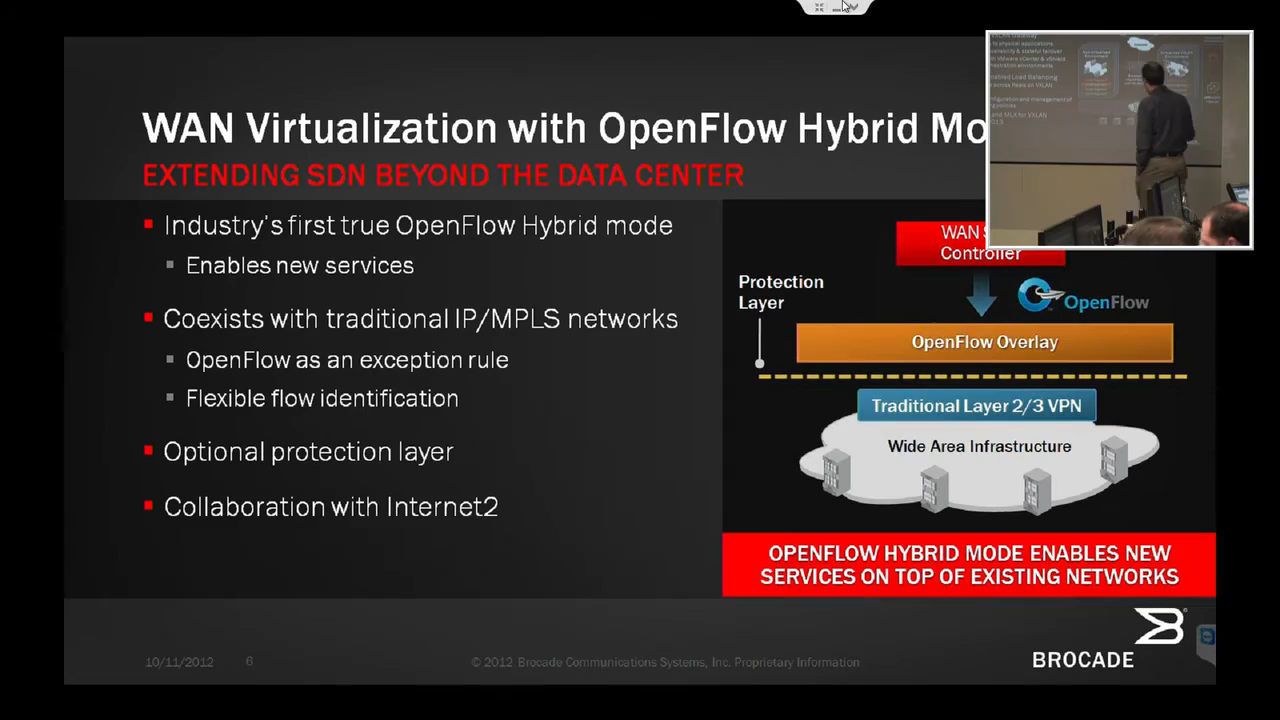 WAN Virtualization with OpenFlow Hybrid Mo
EXTENDING SDN BEYOND THE DATA CENTER
Industry's first true OpenFlow Hybrid mode
Enables new services
Coexists with traditional IP/MPLS networks
OpenFlow as an exception rule
Flexible flow identification
Optional protection layer
Collaboration with Internet2
WAN
Controller
Protection
Layer
OpenFlow
OpenFlow Overlay
Traditional Layer 2/3 VPN
Wide Area Infrastructure
OPENFLOW HYBRID MODE ENABLES NEW
SERVICES ON TOP OF EXISTING NETWORKS
10/11/2012 6 © 2012 Brocade Communications Systems, Inc. Proprietary Information
BROCADE